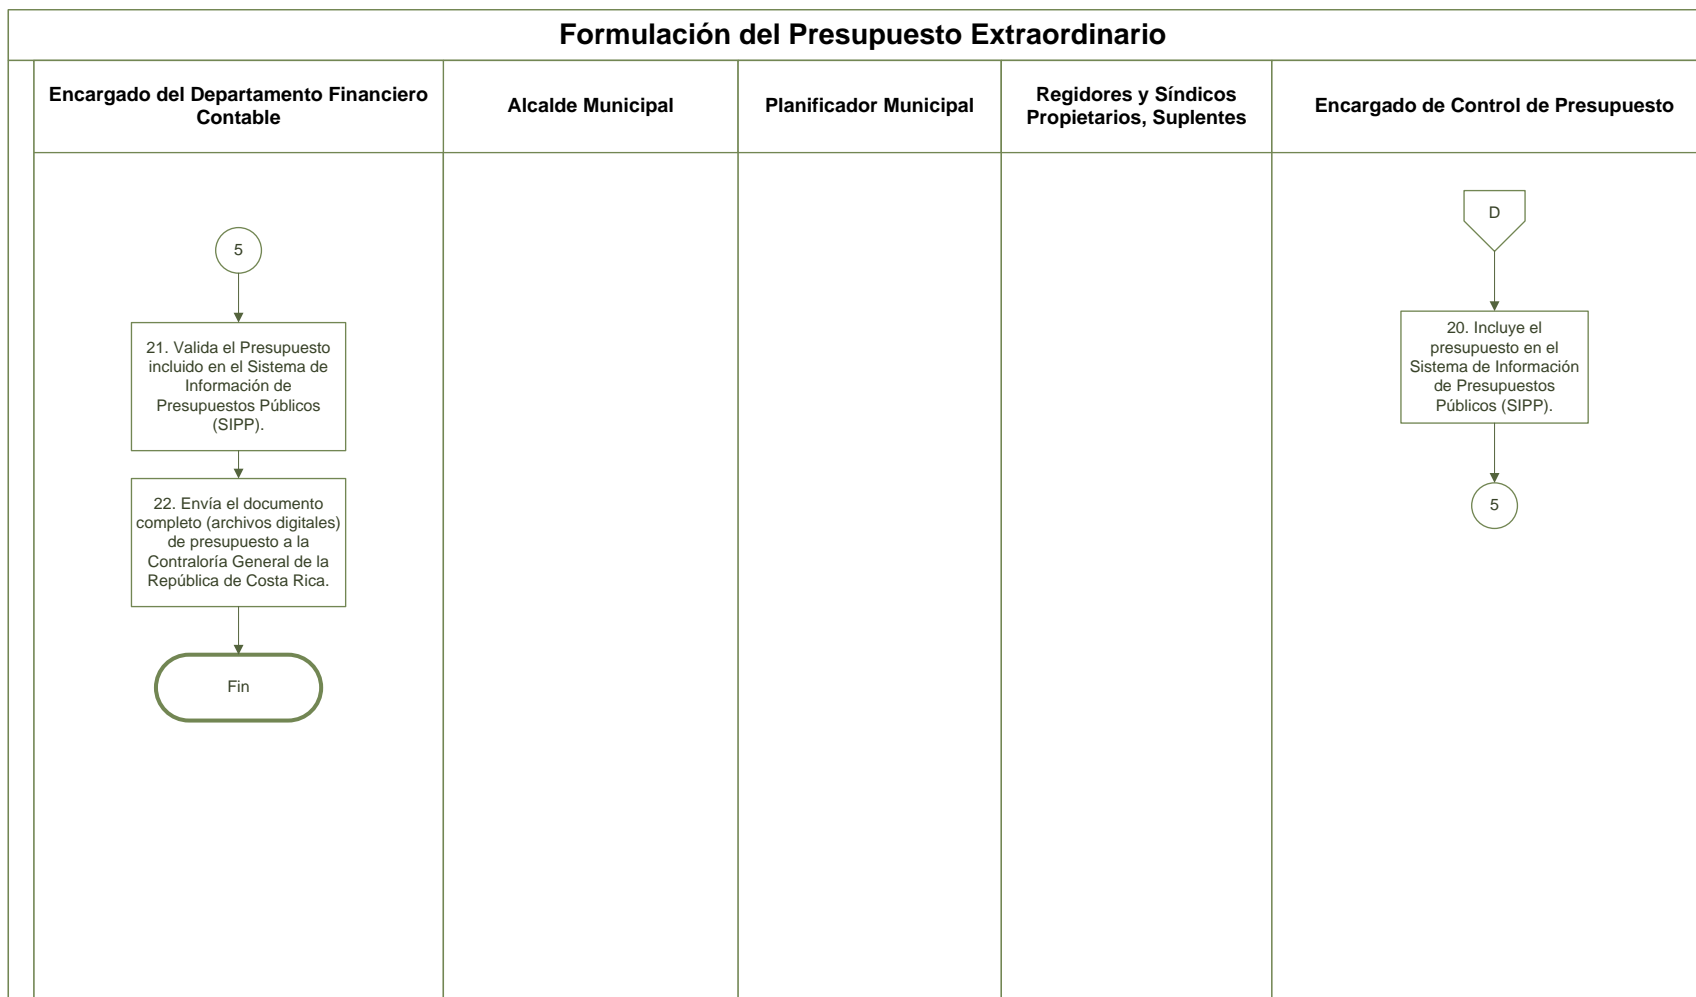 Formulación del Presupuesto Extraordinario
Encargado del Departamento Financiero
Contable
Alcalde Municipal
Planificador Municipal
Regidores y Síndicos
Propietarios, Suplentes
Encargado de Control de Presupuesto
5
21. Valida el Presupuesto
incluido en el Sistema de
Información de
Presupuestos Públicos
(SIPP).
22. Envía el documento
completo (archivos digitales)
de presupuesto a la
Contraloría General de la
República de Costa Rica.
Fin
D
20. Incluye el
presupuesto en el
Sistema de Información
de Presupuestos
Públicos (SIPP).
5